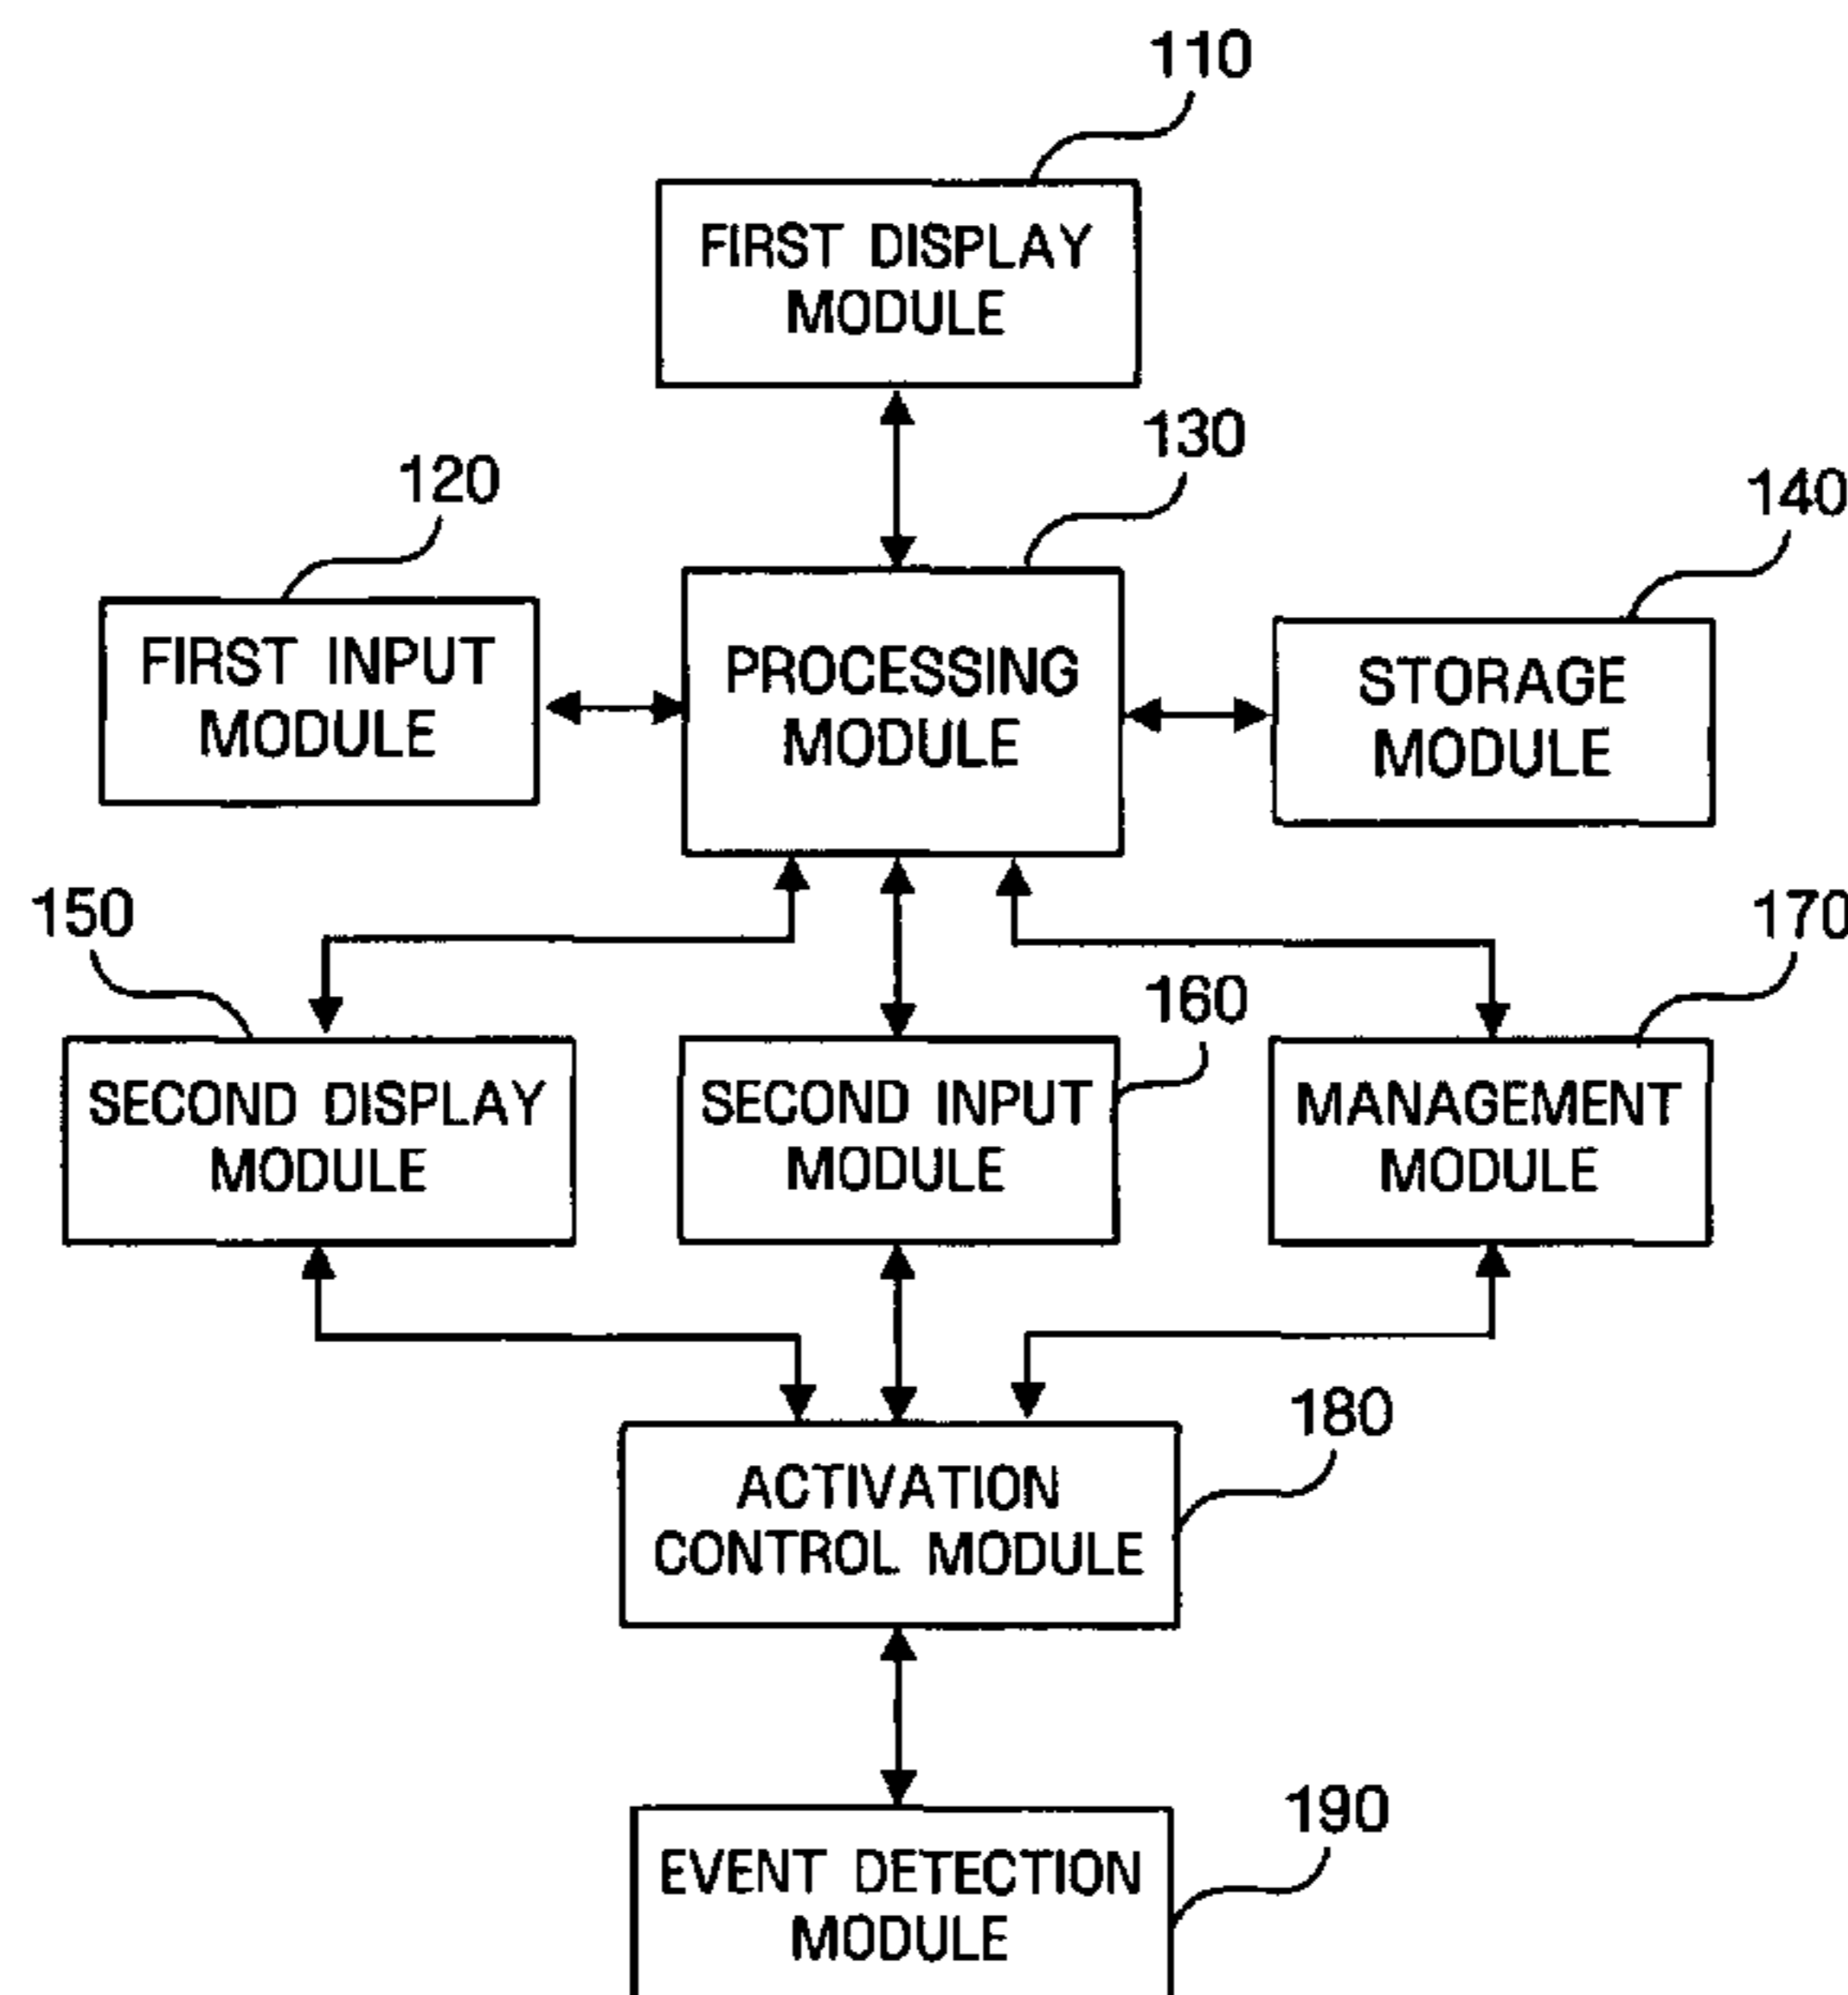 110
FIRST DISPLAY
MODULE
130
120
140
FIRST INPUT
MODULE
PROCESSING
MODULE
STORAGE
MODULE
150
160
170
SECOND DISPLAY
MODULE
SECOND INPUT
MODULE
MANAGEMENT
MODULE
180
ACTIVATION
CONTROL MODULE
190
EVENT DETECTION
MODULE